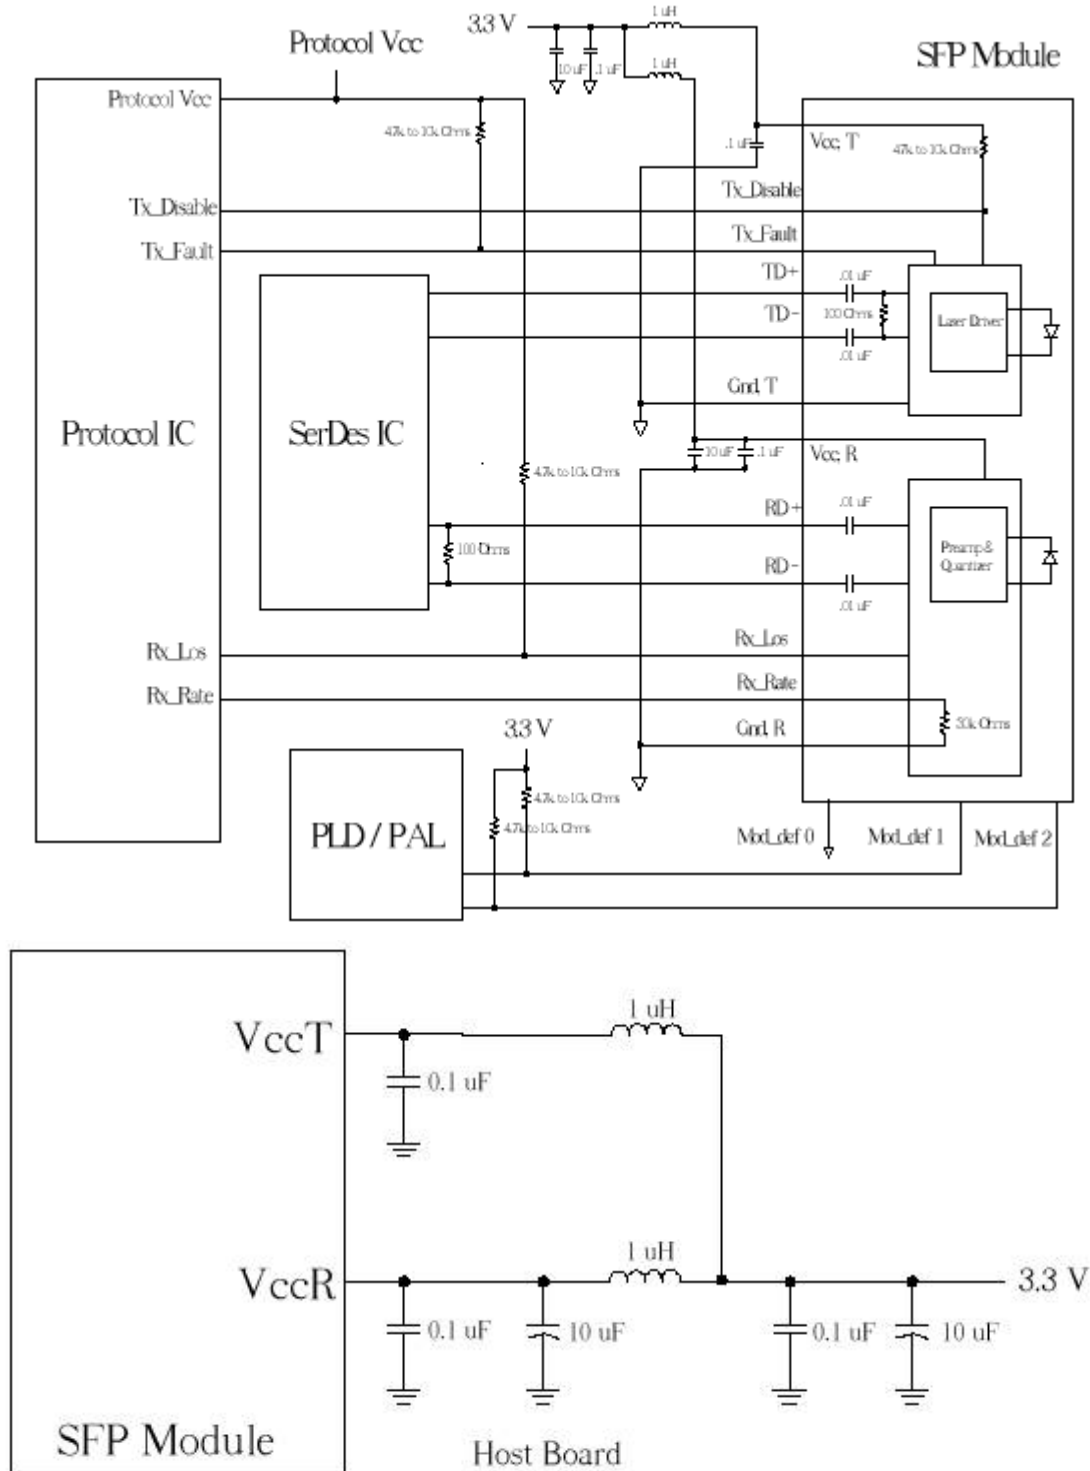 1 uH
3.3 V
Protocol Vcc
10 uF
.1 uF
1 uH
SFP Module
Protocol Vcc
4.7k to 10k Ohms
.1 uF
Vcc, T
4.7k to 10k Ohms
Tx_Disable
Tx_Disable
Tx_Fault
Tx_Fault
TD+
.01 uF
TD-
100 Ohms
Laser Driver
.01 uF
Gnd, T
Protocol IC
SerDes IC
10 uF
.1 uF
Vcc, R
4.7k to 10k Ohms
RD+
.01 uF
100 Ohms
Preamp &
Quantizer
RD-
.01 uF
Rx_Los
Rx_Los
Rx_Rate
Rx_Rate
3.3 V
Gnd, R
33k Ohms
4.7k to 10k Ohms
4.7k to 10k Ohms
PLD / PAL
Mod_def 0
Mod_def 1
Mod_def 2
1 uH
VccT
0.1 uF
1 uH
VccR
3.3 V
0.1 uF
10 uF
0.1 uF
10 uF
SFP Module
Host Board